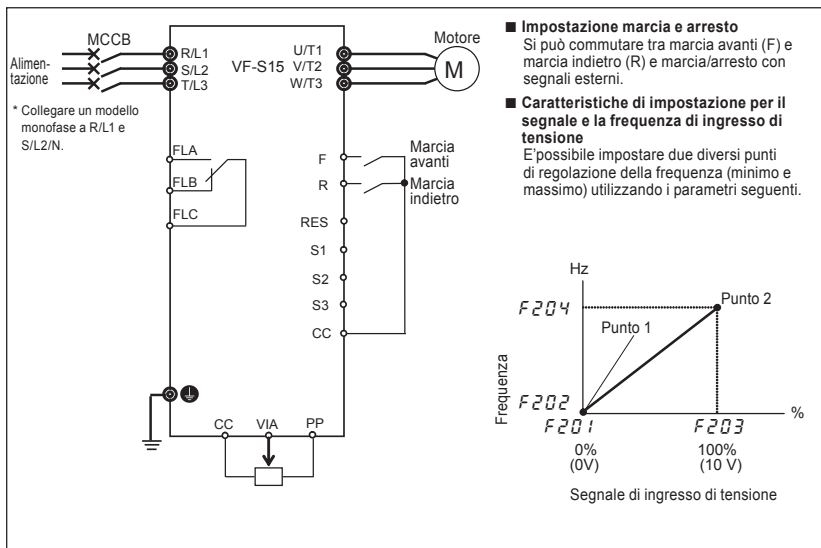 MCCB
Alimen-
tazione
R/L1
S/L2
T/L3
VF-S15
U/T1
V/T2
W/T3
Motore
M
* Collegare un modello
monofase a R/L1 e
S/L2/N.
FLA
FLB
FLC
F
R
RES
S1
S2
S3
CC
Marcia
avanti
Marcia
indietro
CC
VIA
PP
■ Impostazione marcia e arresto
Si può commutare tra marcia avanti (F) e
marcia indietro (R) e marcia/arresto con
segnali esterni.
■ Caratteristiche di impostazione per il
segnale e la frequenza di ingresso di
tensione
E'possibile impostare due diversi punti
di regolazione della frequenza (minimo e
massimo) utilizzando i parametri seguenti.
Hz
F204
Punto 2
Punto 1
Frequenza
F202
%
F201
F203
0%
(0V)
100%
(10 V)
Segnale di ingresso di tensione